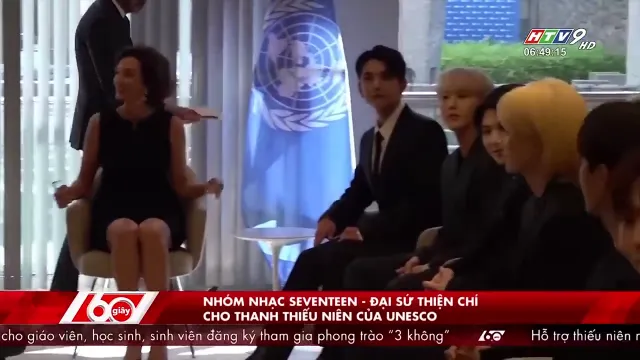 HTV9 HD
06:49:15
60 giây
NHÓM NHẠC SEVENTEEN - ĐẠI SỨ THIỆN CHÍ
CHO THANH THIẾU NIÊN CỦA UNESCO
cho giáo viên, học sinh, sinh viên đăng ký tham gia phong trào "3 không" 60 Hỗ trợ thiếu niên